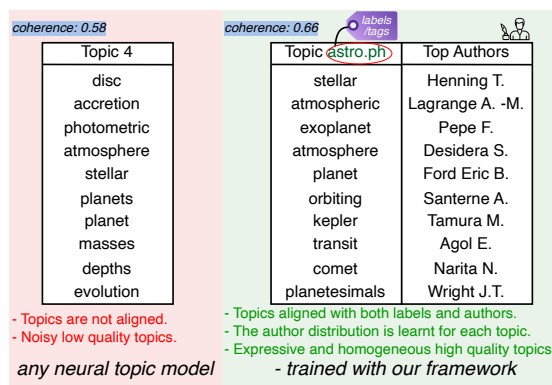 coherence: 0.58
Topic 4
disc
accretion
photometric
atmosphere
stellar
planets
planet
masses
depths
evolution
- Topics are not aligned.
- Noisy low quality topics.
any neural topic model
coherence: 0.66
labels
/tags
Topic astro.ph Top Authors
stellar Henning T.
atmospheric Lagrange A. -M.
exoplanet Pepe F.
atmosphere Desidera S.
planet Ford Eric B.
orbiting Santerne A.
kepler Tamura M.
transit Agol E.
comet Narita N.
planetesimals Wright J.T.
- Topics aligned with both labels and authors.
- The author distribution is learnt for each topic.
- Expressive and homogeneous high quality topics
- trained with our framework